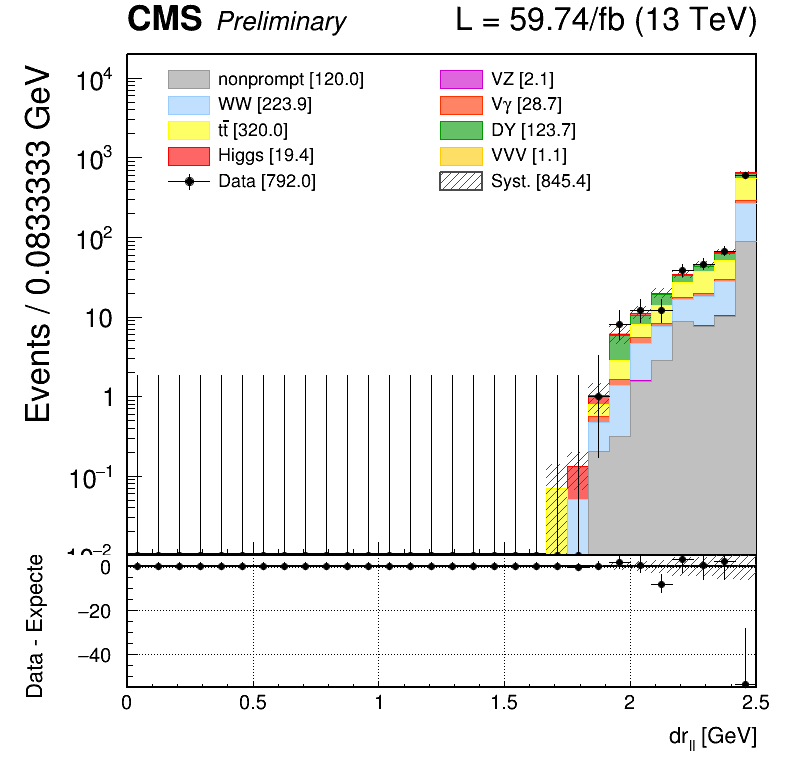 CMS Preliminary L = 59.74/fb (13 TeV)
Events / 0.0833333 GeV
10⁴
10³
10²
10
1
10⁻¹
10⁻²
nonprompt [120.0]
WW [223.9]
tt̄ [320.0]
Higgs [19.4]
Data [792.0]
VZ [2.1]
Vγ [28.7]
DY [123.7]
VVV [1.1]
Syst. [845.4]
Data - Expecte
0
−20
−40
0 0.5 1 1.5 2 2.5
dr_ll [GeV]